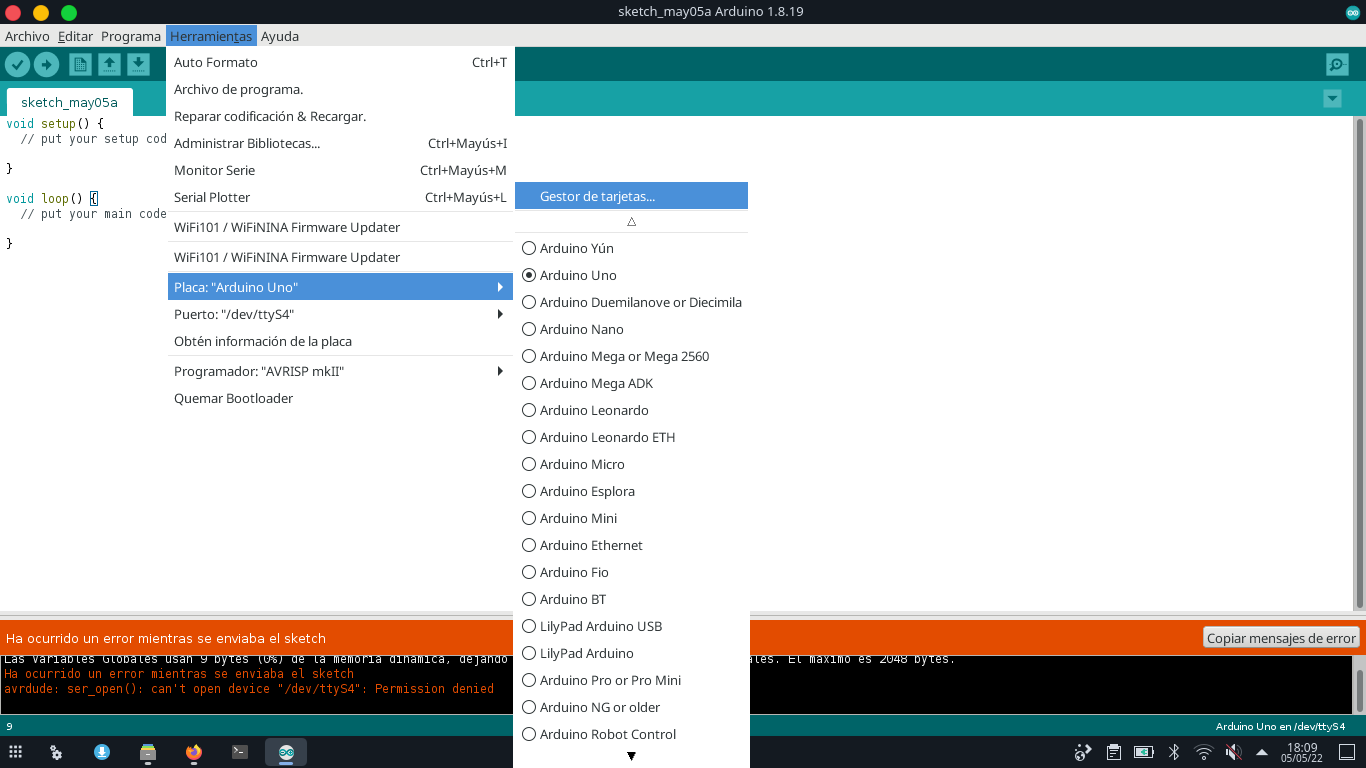 sketch_may05a Arduino 1.8.19
Archivo Editar Programa Herramientas Ayuda
sketch_may05a
void setup() {
// put your setup cod
}
void loop() {
// put your main code
}
Auto Formato Ctrl+T
Archivo de programa.
Reparar codificación & Recargar.
Administrar Bibliotecas... Ctrl+Mayús+I
Monitor Serie Ctrl+Mayús+M
Serial Plotter Ctrl+Mayús+L
WiFi101 / WiFiNINA Firmware Updater
WiFi101 / WiFiNINA Firmware Updater
Placa: "Arduino Uno"
Puerto: "/dev/ttyS4"
Obtén información de la placa
Programador: "AVRISP mkII"
Quemar Bootloader
Gestor de tarjetas...
Arduino Yún
Arduino Uno
Arduino Duemilanove or Diecimila
Arduino Nano
Arduino Mega or Mega 2560
Arduino Mega ADK
Arduino Leonardo
Arduino Leonardo ETH
Arduino Micro
Arduino Esplora
Arduino Mini
Arduino Ethernet
Arduino Fio
Arduino BT
LilyPad Arduino USB
LilyPad Arduino
Arduino Pro or Pro Mini
Arduino NG or older
Arduino Robot Control
Ha ocurrido un error mientras se enviaba el sketch
Copiar mensajes de error
Las variables Globales usan 9 bytes (0%) de la memoria dinámica, dejando ales. El máximo es 2048 bytes.
Ha ocurrido un error mientras se enviaba el sketch
avrdude: ser_open(): can't open device "/dev/ttyS4": Permission denied
9 Arduino Uno en /dev/ttyS4
18:09
05/05/22